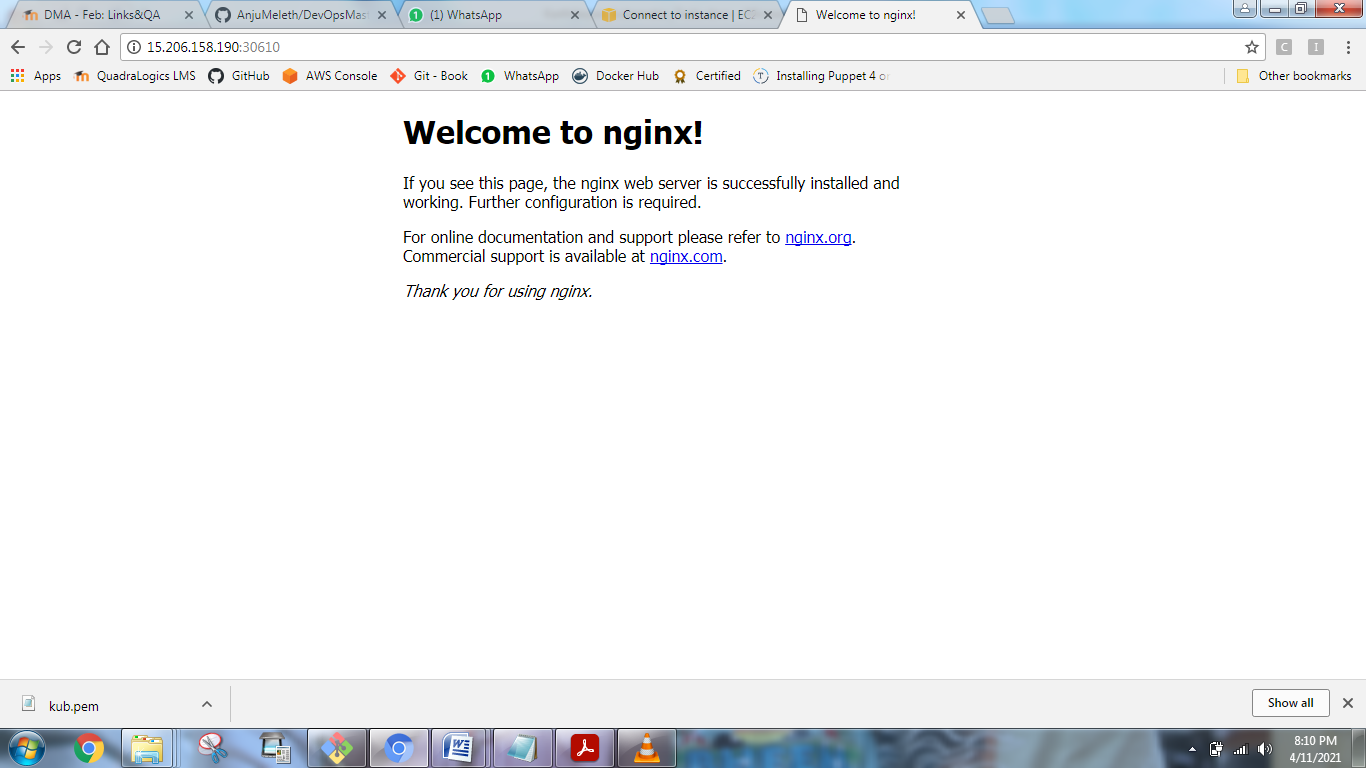 DMA - Feb: Links&QA
AnjuMeleth/DevOpsMas
(1) WhatsApp
Connect to instance | EC
Welcome to nginx!
15.206.158.190:30610
Apps
QuadraLogics LMS
GitHub
AWS Console
Git - Book
WhatsApp
Docker Hub
Certified
Installing Puppet 4 o
Other bookmarks
Welcome to nginx!
If you see this page, the nginx web server is successfully installed and
working. Further configuration is required.
For online documentation and support please refer to nginx.org.
Commercial support is available at nginx.com.
Thank you for using nginx.
kub.pem
Show all
8:10 PM
4/11/2021